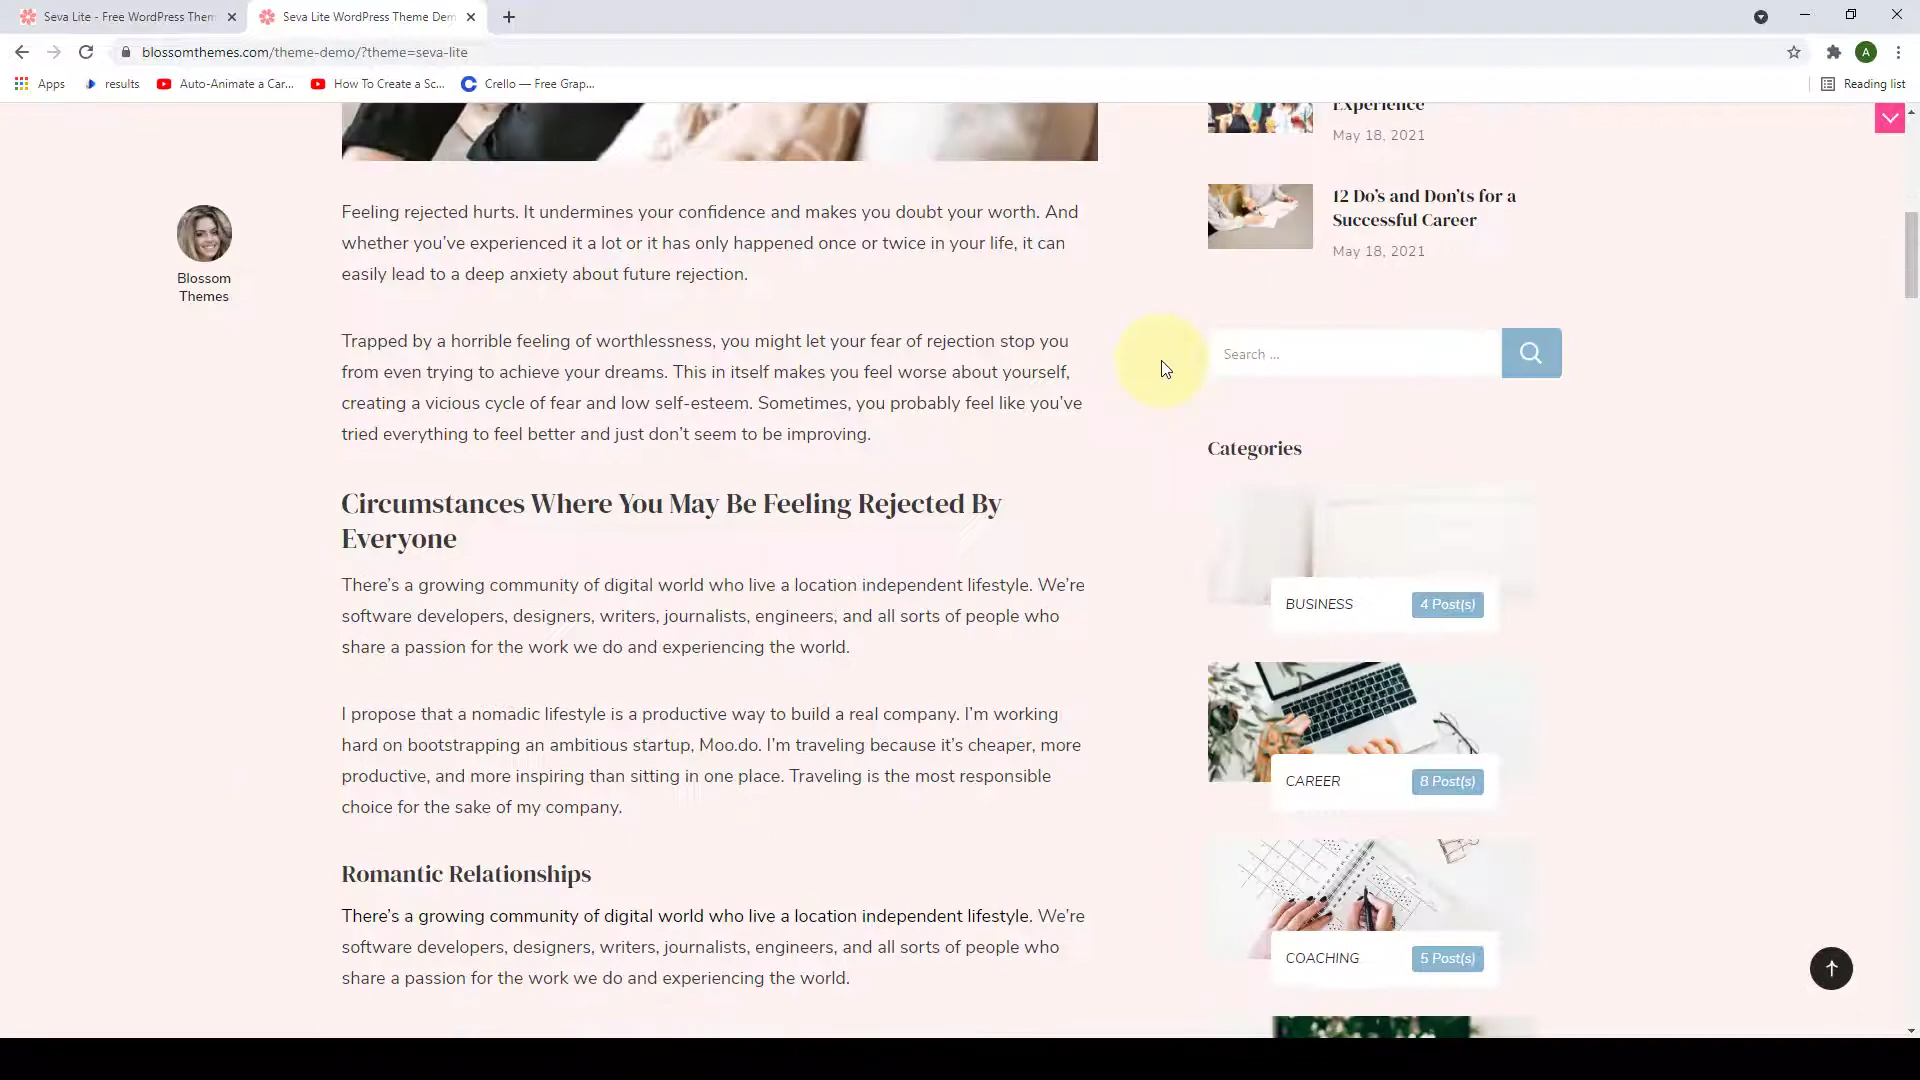 Seva Lite - Free WordPress Them
Seva Lite WordPress Theme Dem
blossomthemes.com/theme-demo/?theme=seva-lite
A
Apps
results
Auto-Animate a Car...
How To Create a Sc...
Crello — Free Grap...
Reading list
Blossom
Themes
Feeling rejected hurts. It undermines your confidence and makes you doubt your worth. And
whether you've experienced it a lot or it has only happened once or twice in your life, it can
easily lead to a deep anxiety about future rejection.
Trapped by a horrible feeling of worthlessness, you might let your fear of rejection stop you
from even trying to achieve your dreams. This in itself makes you feel worse about yourself,
creating a vicious cycle of fear and low self-esteem. Sometimes, you probably feel like you've
tried everything to feel better and just don't seem to be improving.
Circumstances Where You May Be Feeling Rejected By
Everyone
There's a growing community of digital world who live a location independent lifestyle. We're
software developers, designers, writers, journalists, engineers, and all sorts of people who
share a passion for the work we do and experiencing the world.
I propose that a nomadic lifestyle is a productive way to build a real company. I'm working
hard on bootstrapping an ambitious startup, Moo.do. I'm traveling because it's cheaper, more
productive, and more inspiring than sitting in one place. Traveling is the most responsible
choice for the sake of my company.
Romantic Relationships
There's a growing community of digital world who live a location independent lifestyle. We're
software developers, designers, writers, journalists, engineers, and all sorts of people who
share a passion for the work we do and experiencing the world.
Experience
May 18, 2021
12 Do's and Don'ts for a
Successful Career
May 18, 2021
Search ...
Categories
BUSINESS 4 Post(s)
CAREER 8 Post(s)
COACHING 5 Post(s)